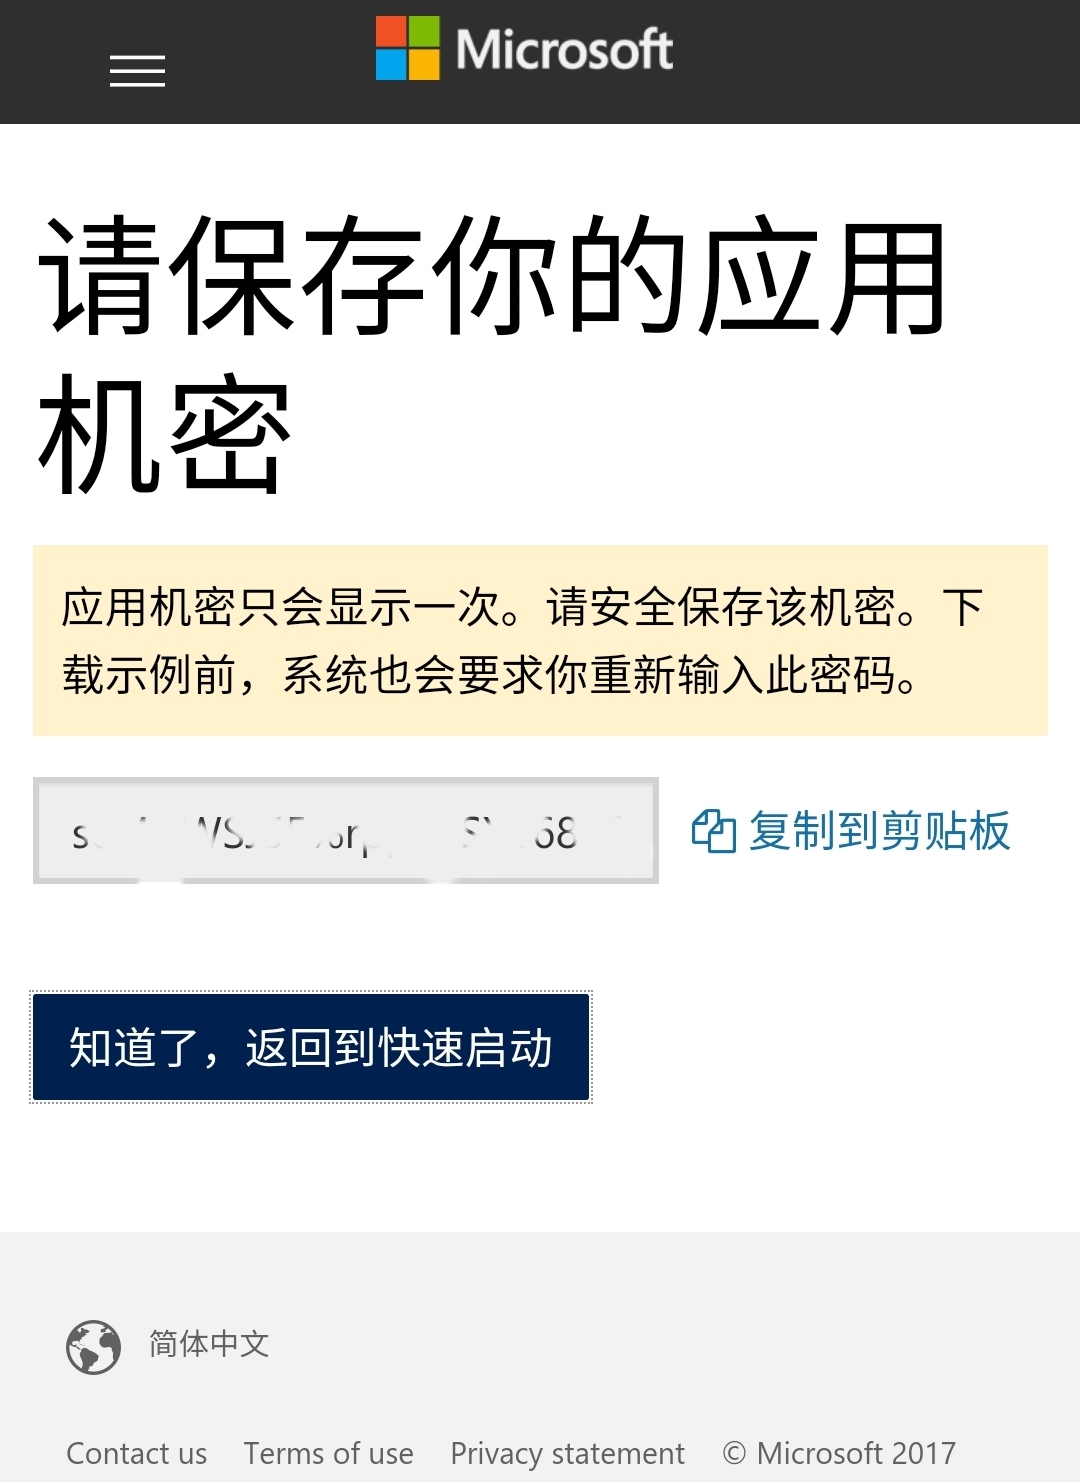 Microsoft
请保存你的应用
机密
应用机密只会显示一次。请安全保存该机密。下
载示例前，系统也会要求你重新输入此密码。
复制到剪贴板
知道了，返回到快速启动
简体中文
Contact us Terms of use Privacy statement © Microsoft 2017